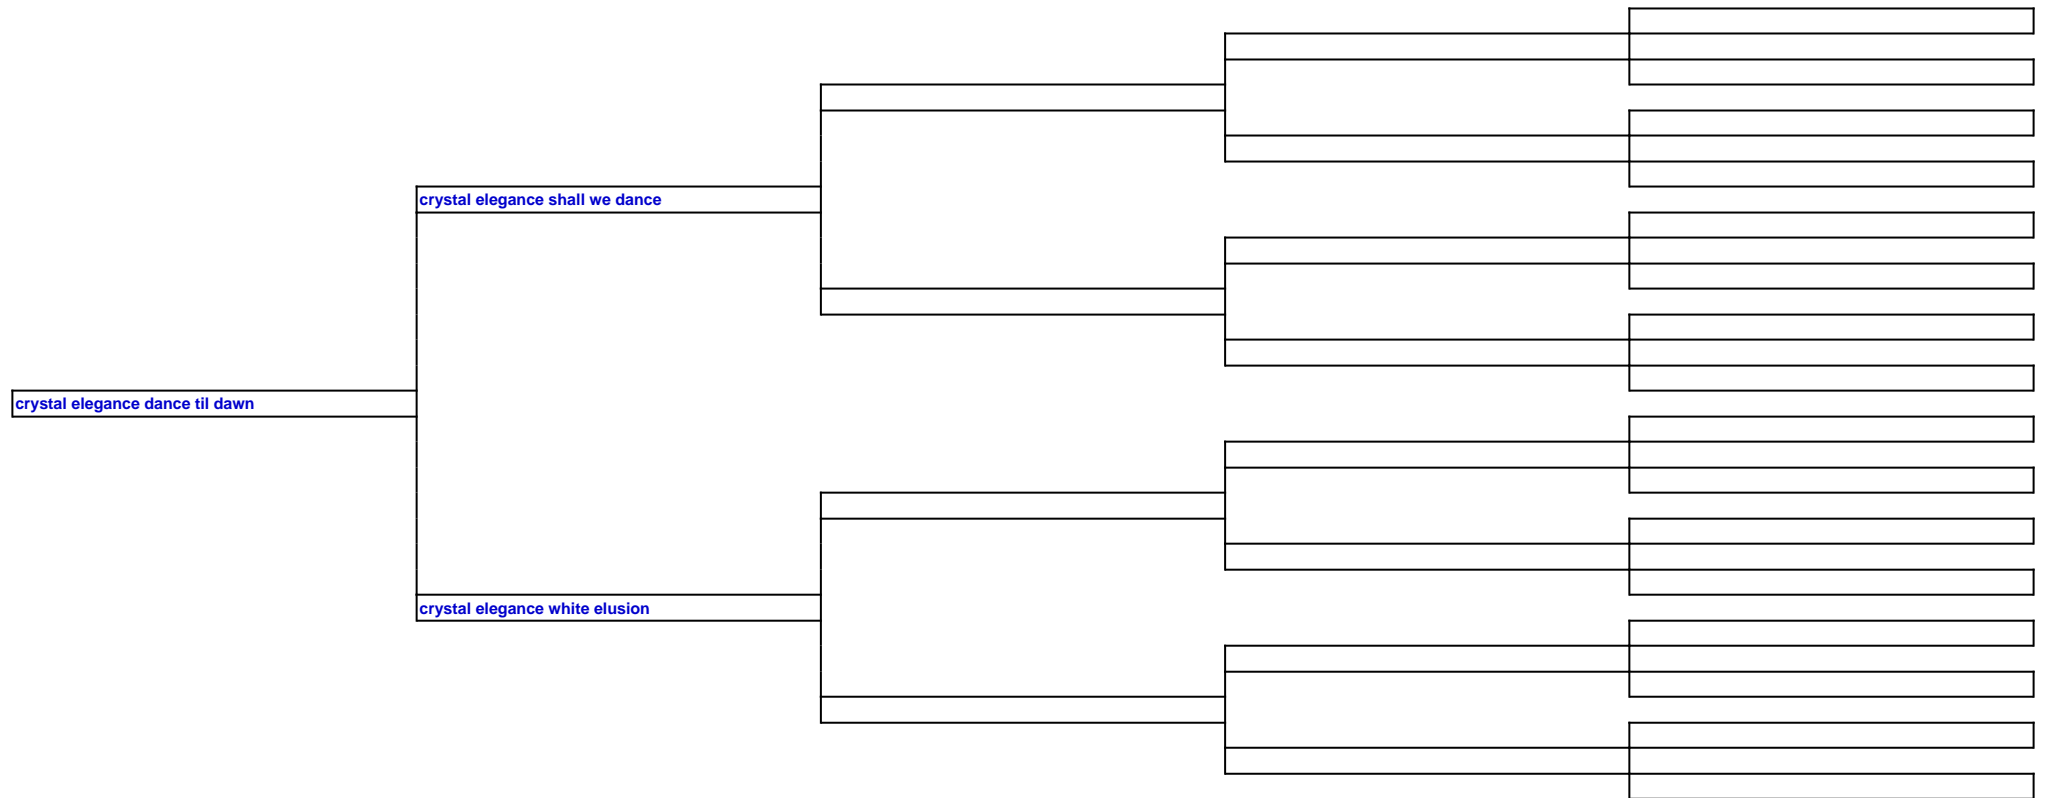 crystal elegance shall we dance
crystal elegance dance til dawn
crystal elegance white elusion